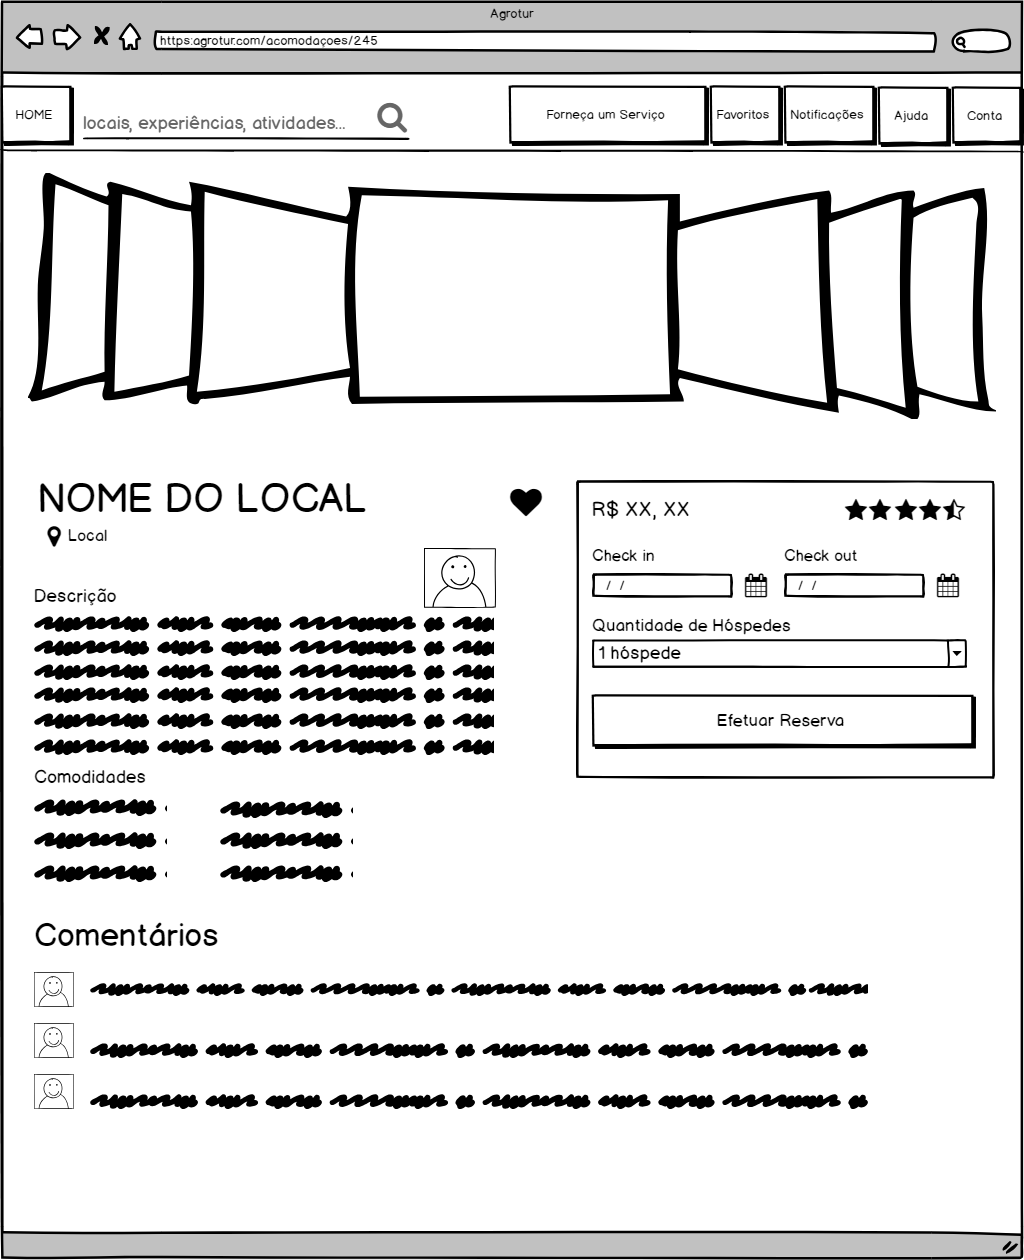 Agrotur
https:agrotur.com/acomodaçoes/245
HOME
locais, experiências, atividades...
Forneça um Serviço
Favoritos
Notificações
Ajuda
Conta
NOME DO LOCAL
Local
Descrição
Comodidades
R$ XX, XX
Check in
Check out
/ /
/ /
Quantidade de Hóspedes
1 hóspede
Efetuar Reserva
Comentários